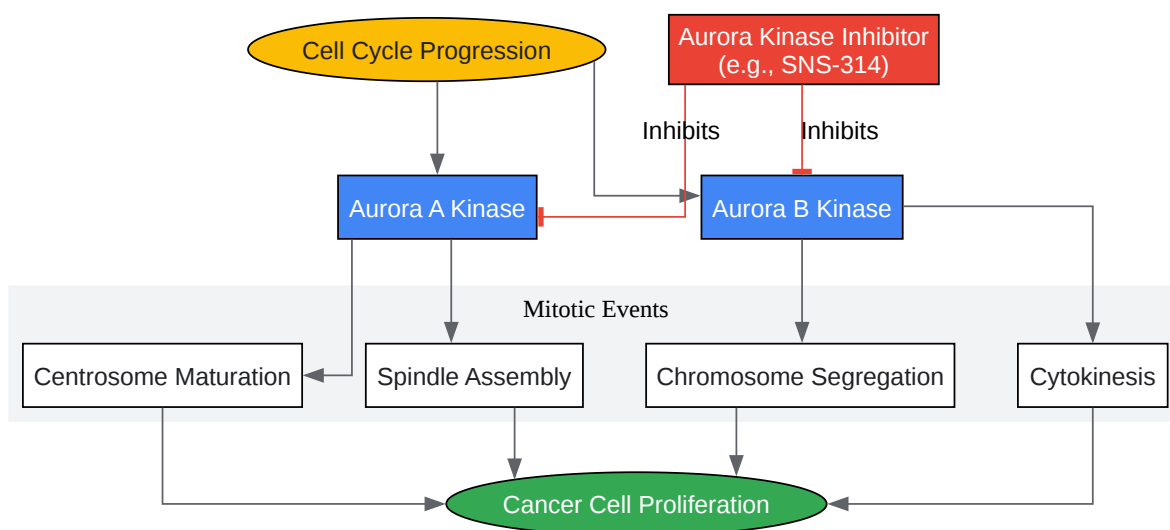 Cell Cycle Progression
Aurora Kinase Inhibitor
(e.g., SNS-314)
Inhibits
Inhibits
Aurora A Kinase
Aurora B Kinase
Mitotic Events
Centrosome Maturation
Spindle Assembly
Chromosome Segregation
Cytokinesis
Cancer Cell Proliferation